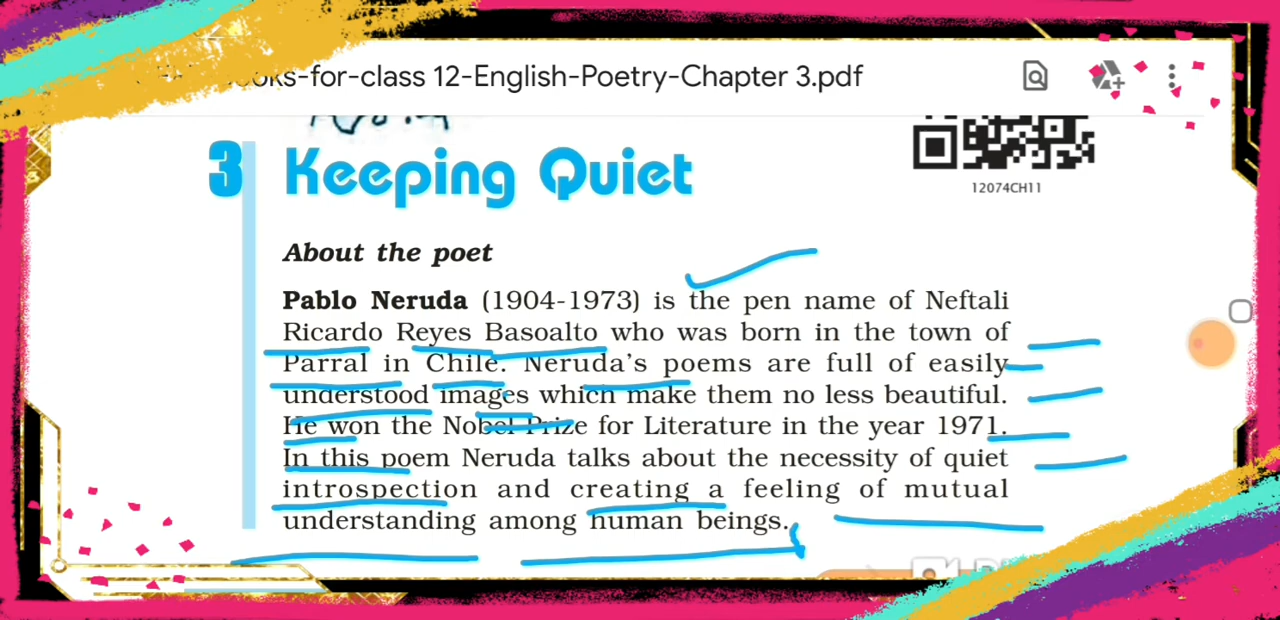 ooks-for-class 12-English-Poetry-Chapter 3.pdf
12074CH11
3 Keeping Quiet
About the poet
Pablo Neruda (1904-1973) is the pen name of Neftali
Ricardo Reyes Basoalto who was born in the town of
Parral in Chile. Neruda's poems are full of easily
understood images which make them no less beautiful.
He won the Nobel Prize for Literature in the year 1971.
In this poem Neruda talks about the necessity of quiet
introspection and creating a feeling of mutual
understanding among human beings.